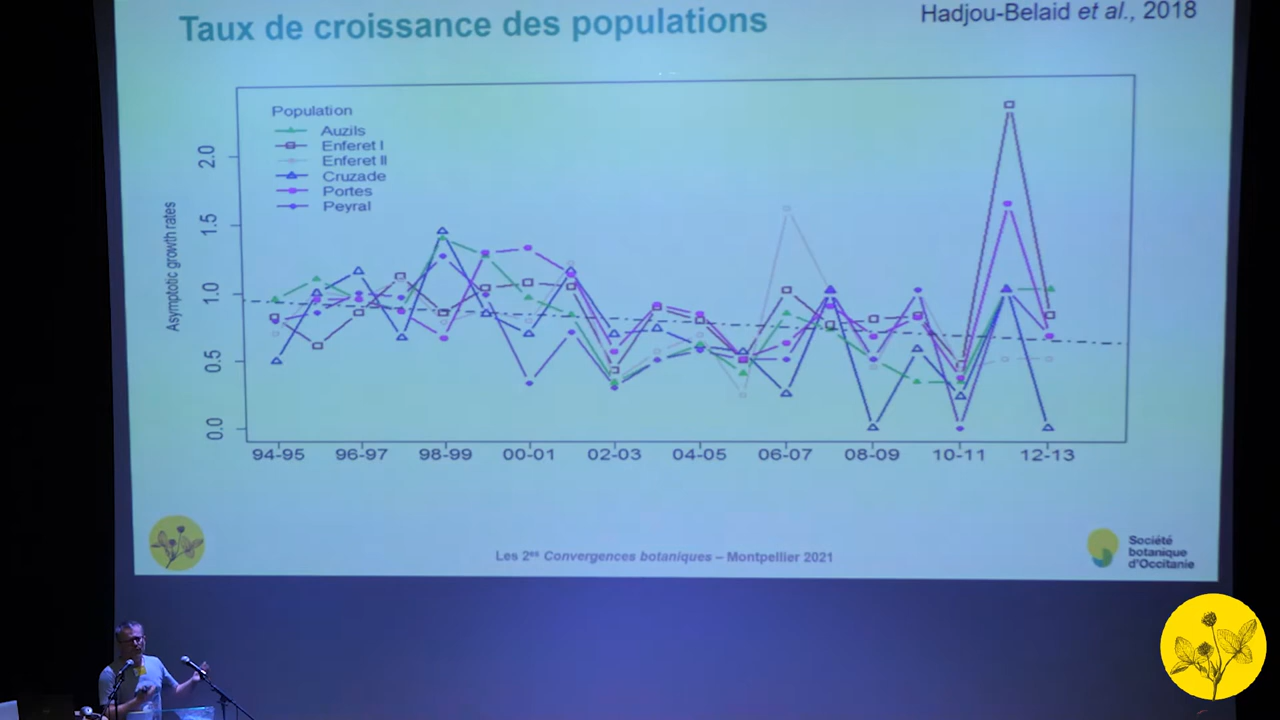 Taux de croissance des populations
Hadjou-Belaid et al., 2018
Population
Auzils
Enferet I
Enferet II
Cruzade
Portes
Peyral
Asymptotic growth rates
2.0
1.5
1.0
0.5
0.0
94-95 96-97 98-99 00-01 02-03 04-05 06-07 08-09 10-11 12-13
Les 2es Convergences botaniques – Montpellier 2021
Société
botanique
d'Occitanie